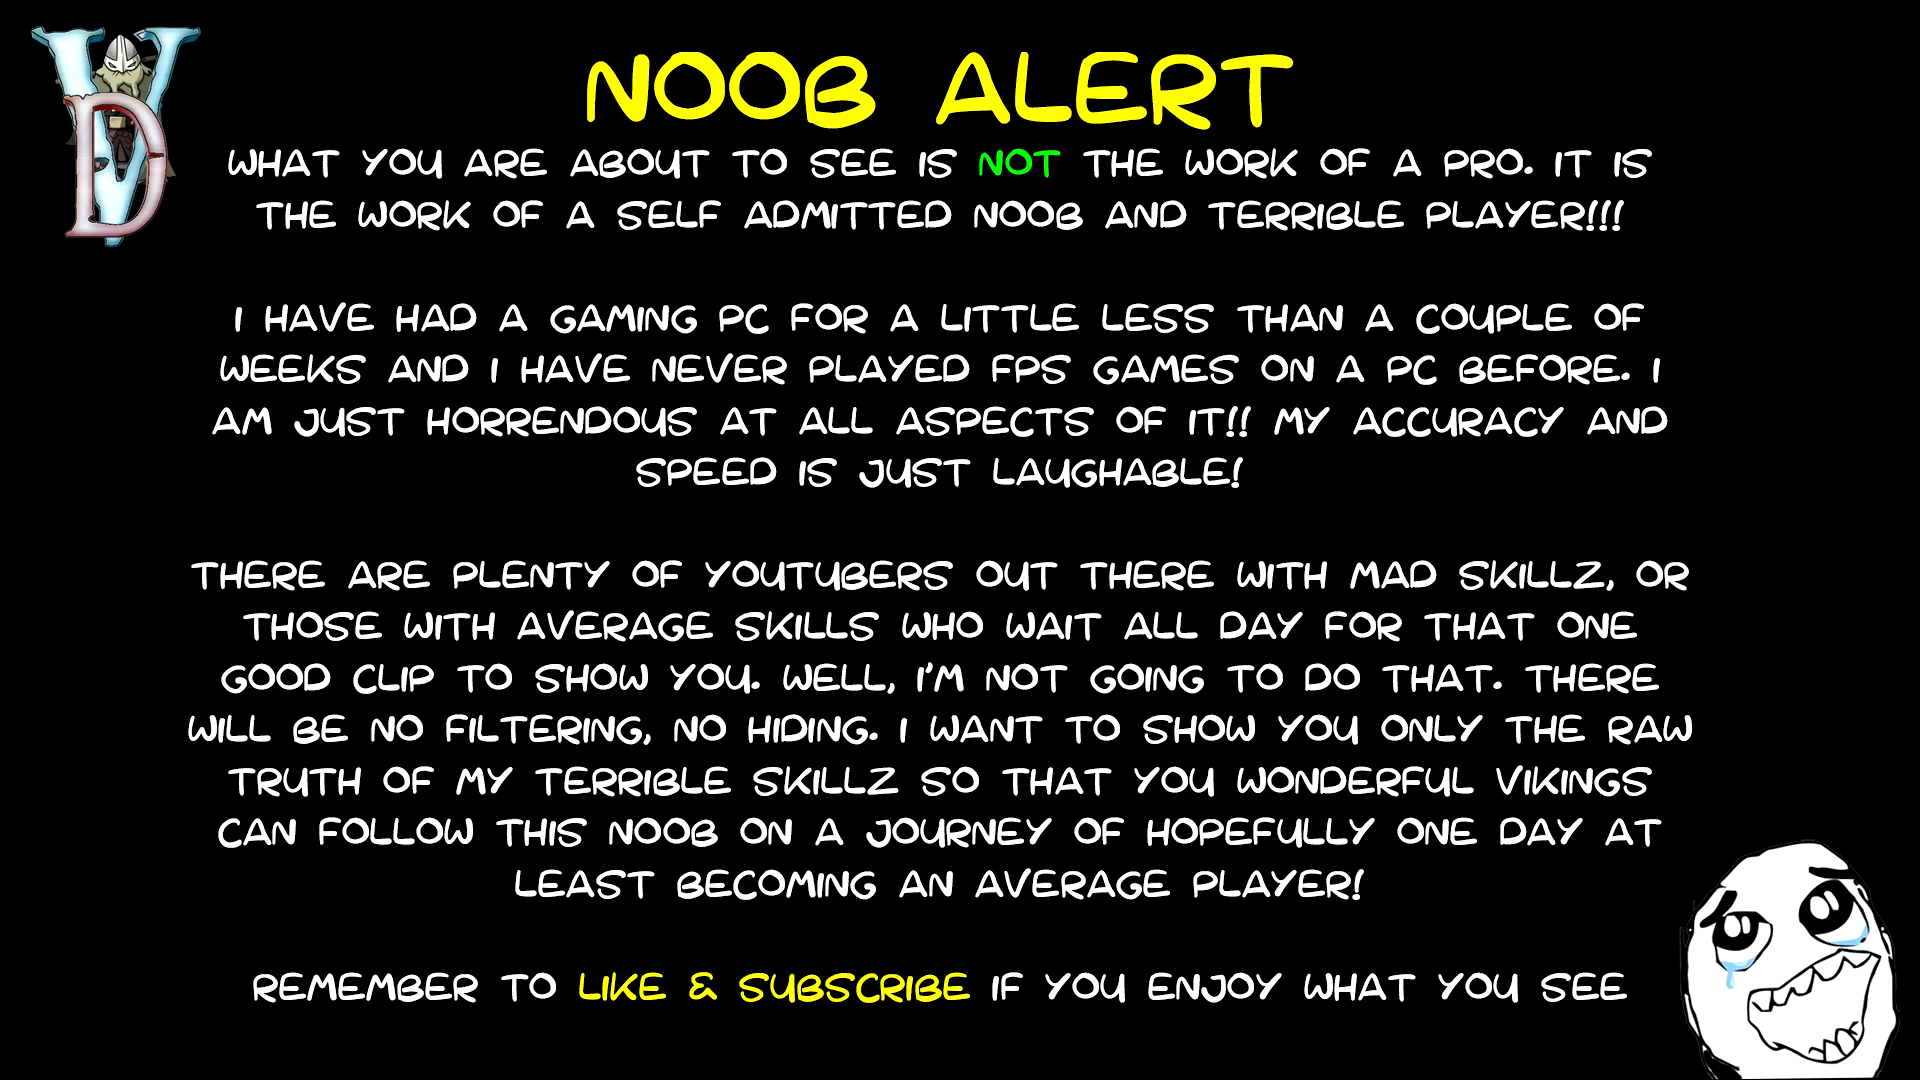 VD
NOOB ALERT
WHAT YOU ARE ABOUT TO SEE IS NOT THE WORK OF A PRO. IT IS
THE WORK OF A SELF ADMITTED NOOB AND TERRIBLE PLAYER!!!
I HAVE HAD A GAMING PC FOR A LITTLE LESS THAN A COUPLE OF
WEEKS AND I HAVE NEVER PLAYED FPS GAMES ON A PC BEFORE. I
AM JUST HORRENDOUS AT ALL ASPECTS OF IT!! MY ACCURACY AND
SPEED IS JUST LAUGHABLE!
THERE ARE PLENTY OF YOUTUBERS OUT THERE WITH MAD SKILLZ, OR
THOSE WITH AVERAGE SKILLS WHO WAIT ALL DAY FOR THAT ONE
GOOD CLIP TO SHOW YOU. WELL, I'M NOT GOING TO DO THAT. THERE
WILL BE NO FILTERING, NO HIDING. I WANT TO SHOW YOU ONLY THE RAW
TRUTH OF MY TERRIBLE SKILLZ SO THAT YOU WONDERFUL VIKINGS
CAN FOLLOW THIS NOOB ON A JOURNEY OF HOPEFULLY ONE DAY AT
LEAST BECOMING AN AVERAGE PLAYER!
REMEMBER TO LIKE & SUBSCRIBE IF YOU ENJOY WHAT YOU SEE